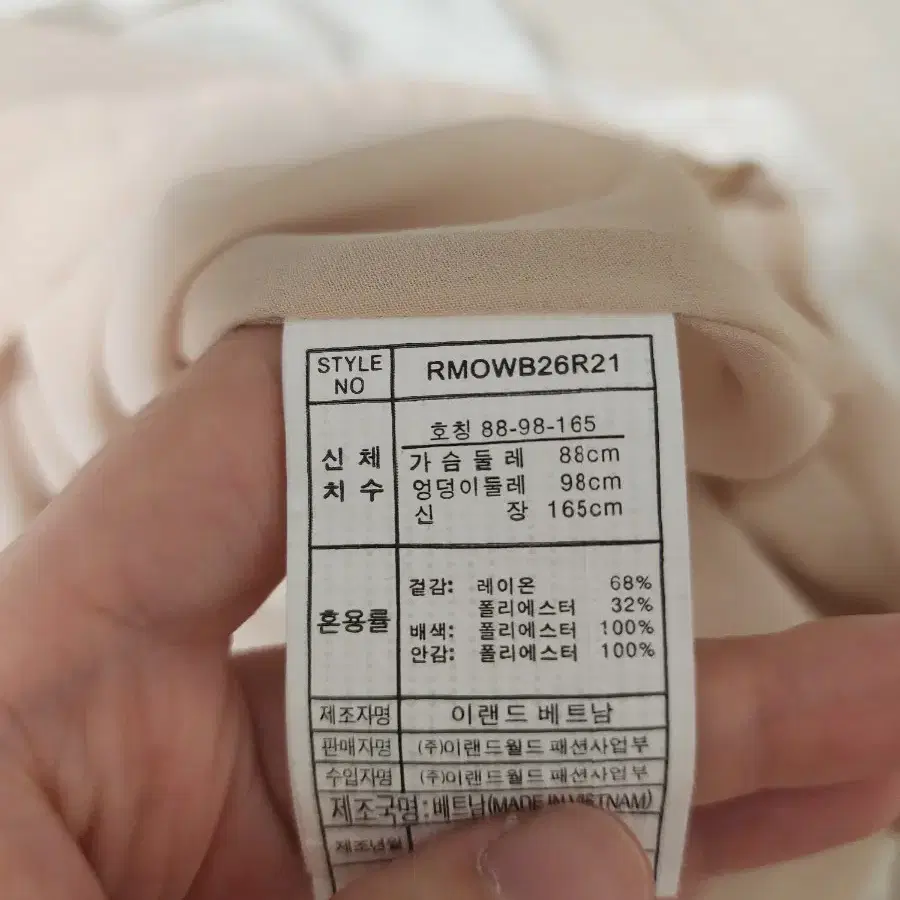 STYLE NO RMOWB26R21
호칭 88-98-165
신체 치수 가슴둘레 88cm
엉덩이둘레 98cm
신장 165cm
혼용률 겉감: 레이온 68%
폴리에스터 32%
배색: 폴리에스터 100%
안감: 폴리에스터 100%
제조자명 이랜드 베트남
판매자명 (주)이랜드월드 패션사업부
수입자명 (주)이랜드월드 패션사업부
제조국명:베트남(MADE IN VIETNAM)
제조년월